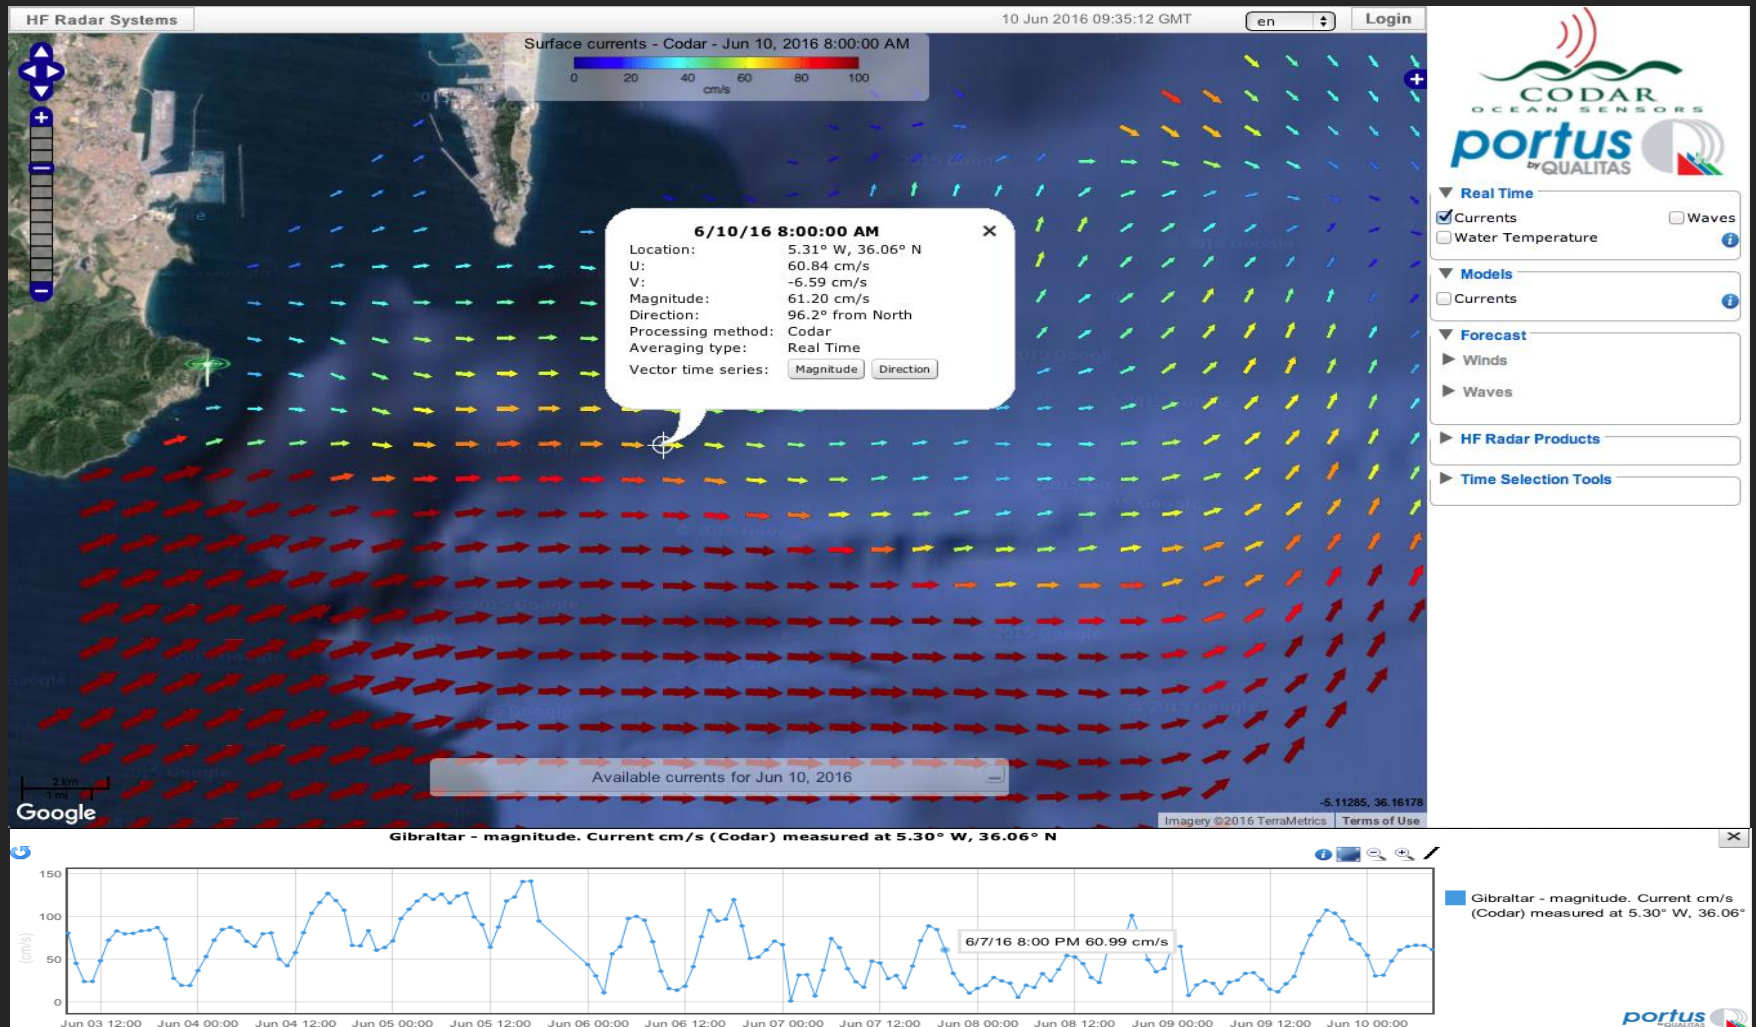 HF Radar Systems
10 Jun 2016 09:35:12 GMT
en
Login
Surface currents - Codar - Jun 10, 2016 8:00:00 AM
0 20 40 60 80 100
cm/s
CODAR
OCEAN SENSORS
portus
by QUALITAS
Real Time
Currents
Waves
Water Temperature
Models
Currents
Forecast
Winds
Waves
HF Radar Products
Time Selection Tools
6/10/16 8:00:00 AM
Location: 5.31° W, 36.06° N
U: 60.84 cm/s
V: -6.59 cm/s
Magnitude: 61.20 cm/s
Direction: 96.2° from North
Processing method: Codar
Averaging type: Real Time
Vector time series: Magnitude Direction
Available currents for Jun 10, 2016
2 km
1 mi
Google
-5.11285, 36.16178
Imagery ©2016 TerraMetrics
Terms of Use
Gibraltar - magnitude. Current cm/s (Codar) measured at 5.30° W, 36.06° N
150
100
50
0
(cm/s)
6/7/16 8:00 PM 60.99 cm/s
Gibraltar - magnitude. Current cm/s
(Codar) measured at 5.30° W, 36.06°
Jun 03 12:00 Jun 04 00:00 Jun 04 12:00 Jun 05 00:00 Jun 05 12:00 Jun 06 00:00 Jun 06 12:00 Jun 07 00:00 Jun 07 12:00 Jun 08 00:00 Jun 08 12:00 Jun 09 00:00 Jun 09 12:00 Jun 10 00:00
portus
by QUALITAS